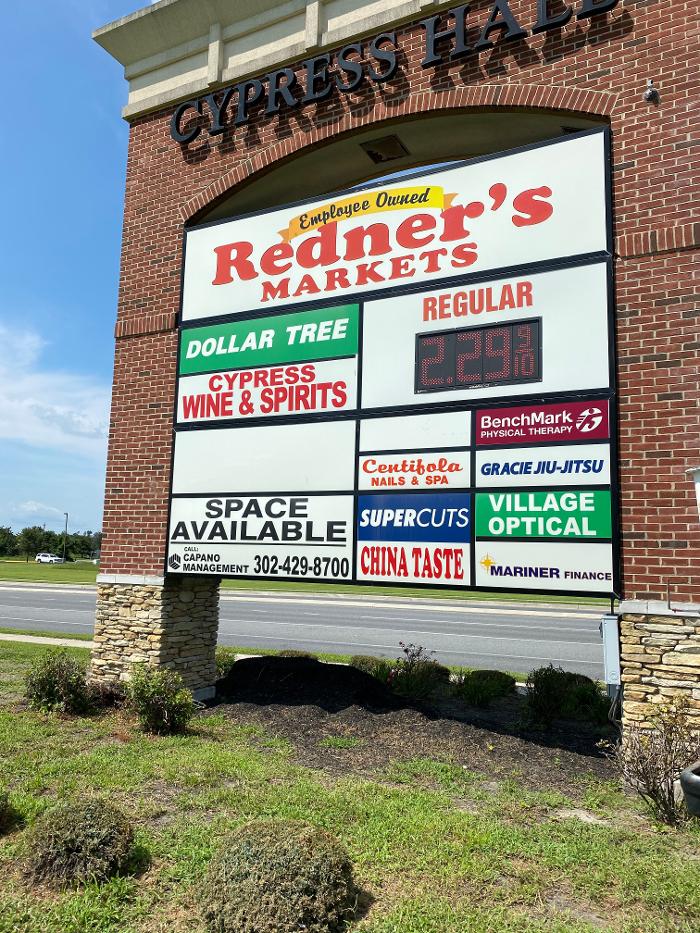 CYPRESS HALL
Employee Owned
Redner's
MARKETS
DOLLAR TREE
CYPRESS
WINE & SPIRITS
REGULAR
2.29 9/10
BenchMark
PHYSICAL THERAPY
Centifola
NAILS & SPA
GRACIE JIU-JITSU
SPACE
AVAILABLE
CALL:
CAPANO
MANAGEMENT 302-429-8700
SUPERCUTS
VILLAGE
OPTICAL
CHINA TASTE
MARINER FINANCE